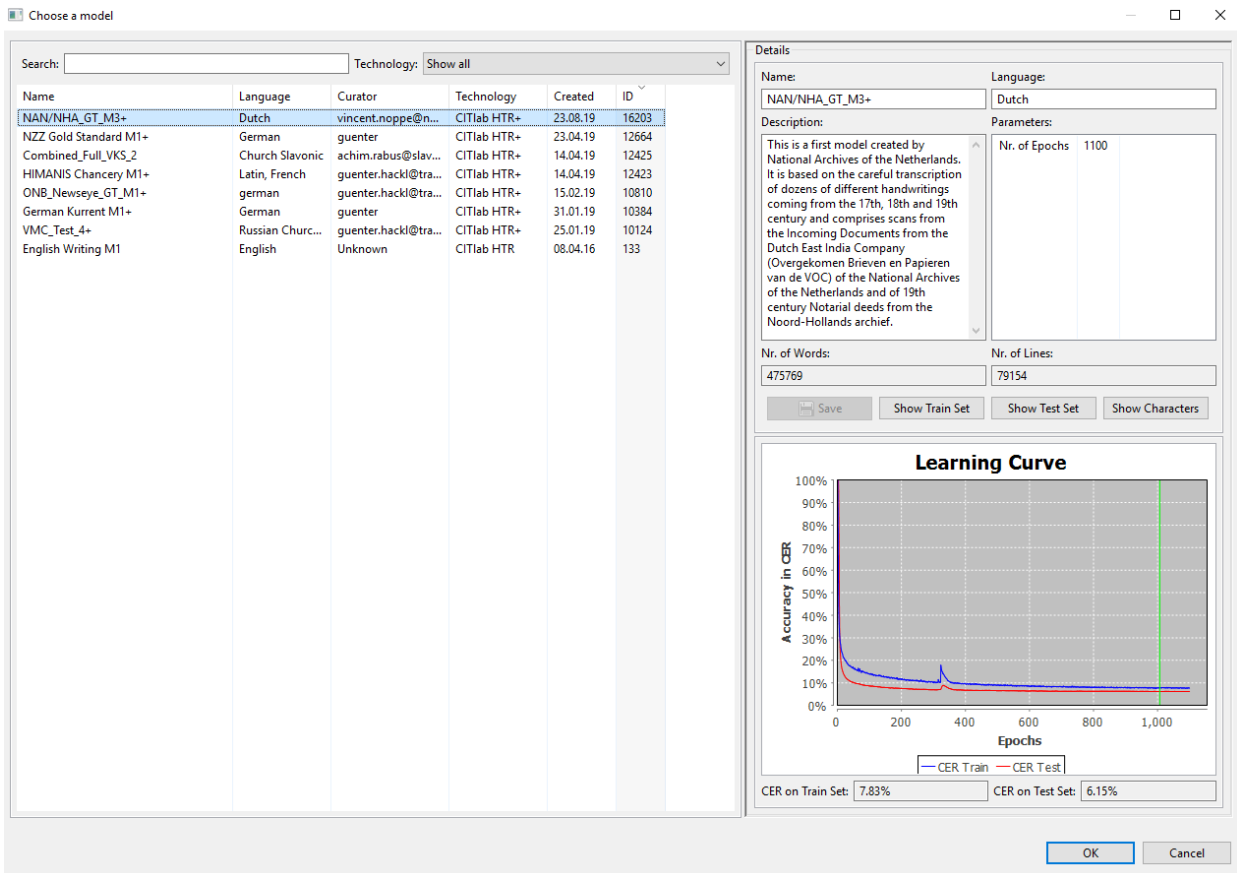 Choose a model
Search:
Technology: Show all
Name Language Curator Technology Created ID
NAN/NHA_GT_M3+ Dutch vincent.noppe@n... CITlab HTR+ 23.08.19 16203
NZZ Gold Standard M1+ German guenter CITlab HTR+ 23.04.19 12664
Combined_Full_VKS_2 Church Slavonic achim.rabus@slav... CITlab HTR+ 14.04.19 12425
HIMANIS Chancery M1+ Latin, French guenter.hackl@tra... CITlab HTR+ 14.04.19 12423
ONB_Newseye_GT_M1+ german guenter.hackl@tra... CITlab HTR+ 15.02.19 10810
German Kurrent M1+ German guenter CITlab HTR+ 31.01.19 10384
VMC_Test_4+ Russian Churc... guenter.hackl@tra... CITlab HTR+ 25.01.19 10124
English Writing M1 English Unknown CITlab HTR 08.04.16 133
Details
Name: Language:
NAN/NHA_GT_M3+ Dutch
Description: Parameters:
This is a first model created by
National Archives of the Netherlands.
It is based on the careful transcription
of dozens of different handwritings
coming from the 17th, 18th and 19th
century and comprises scans from
the Incoming Documents from the
Dutch East India Company
(Overgekomen Brieven en Papieren
van de VOC) of the National Archives
of the Netherlands and of 19th
century Notarial deeds from the
Noord-Hollands archief.
Nr. of Epochs 1100
Nr. of Words: Nr. of Lines:
475769 79154
Save Show Train Set Show Test Set Show Characters
Learning Curve
Accuracy in CER
100%
90%
80%
70%
60%
50%
40%
30%
20%
10%
0%
0 200 400 600 800 1,000
Epochs
CER Train CER Test
CER on Train Set: 7.83% CER on Test Set: 6.15%
OK Cancel